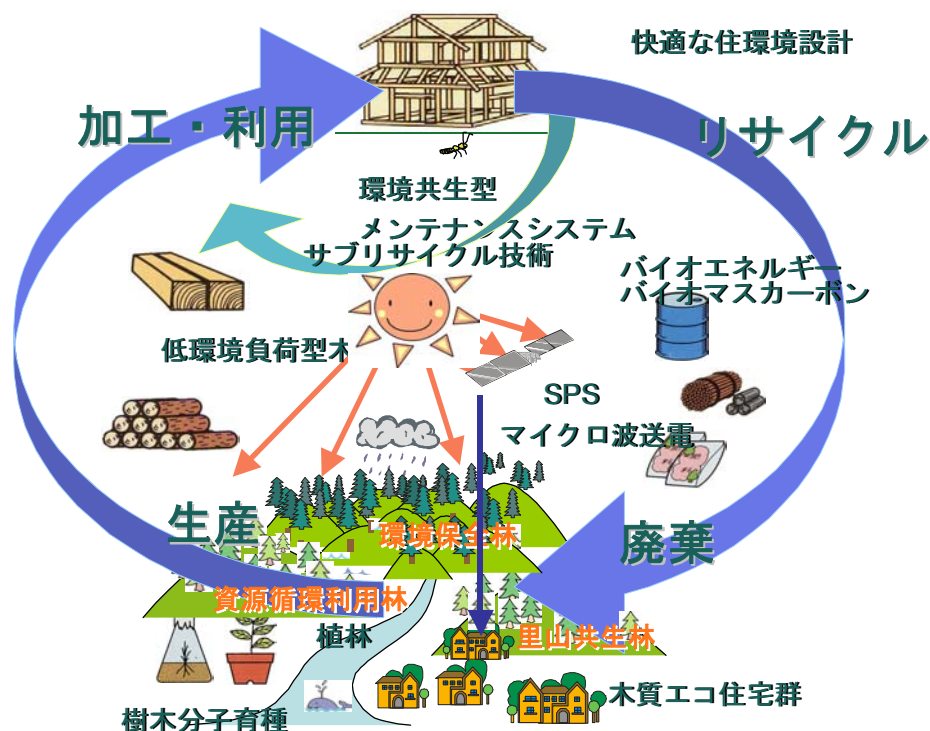 快適な住環境設計
加工・利用
リサイクル
環境共生型
メンテナンスシステム
サブリサイクル技術
バイオエネルギー
バイオマスカーボン
低環境負荷型木
SPS
マイクロ波送電
生産
環境保全林
廃棄
資源循環利用林
植林
里山共生林
木質エコ住宅群
樹木分子育種